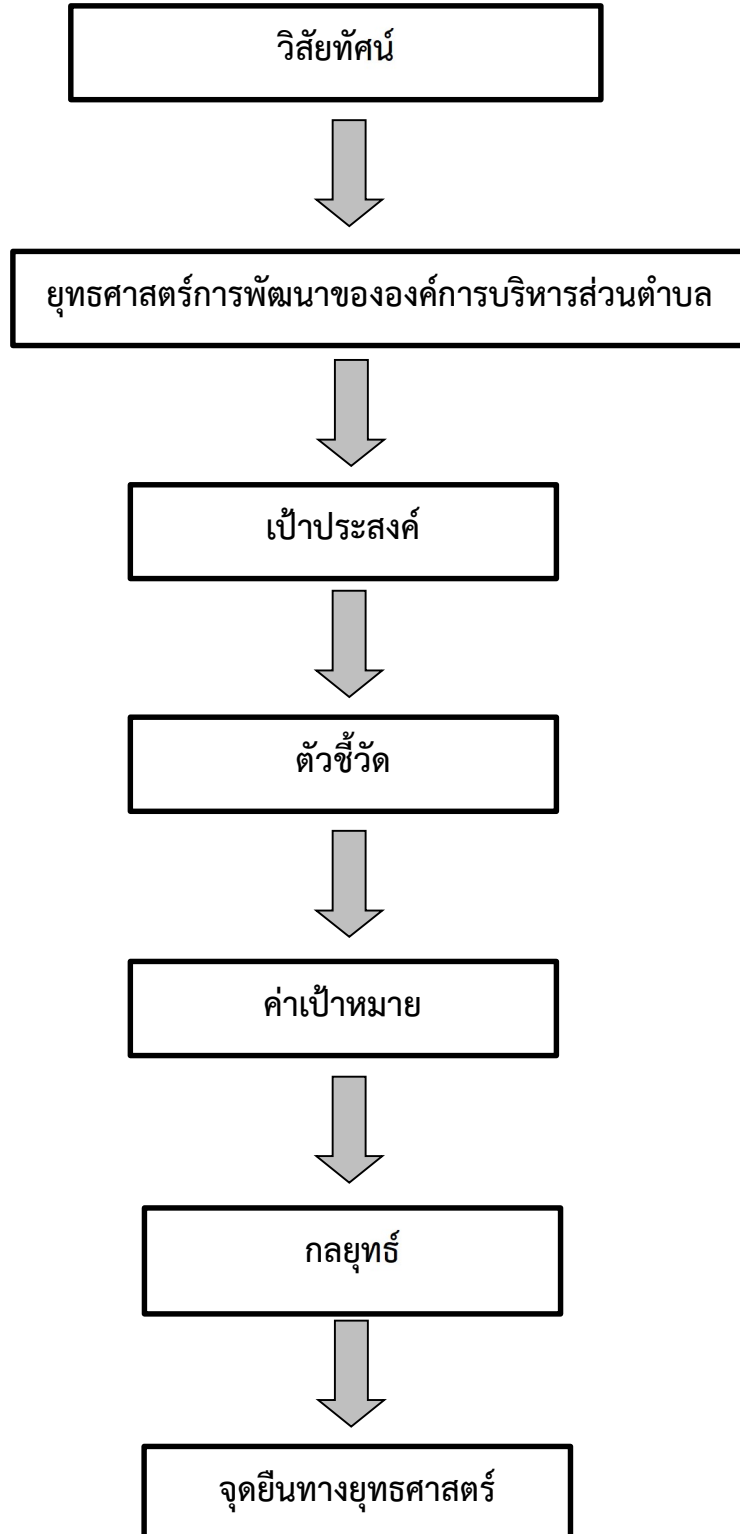 วิสัยทัศน์
ยุทธศาสตร์การพัฒนาขององค์การบริหารส่วนตำบล
เป้าประสงค์
ตัวชี้วัด
ค่าเป้าหมาย
กลยุทธ์
จุดยืนทางยุทธศาสตร์